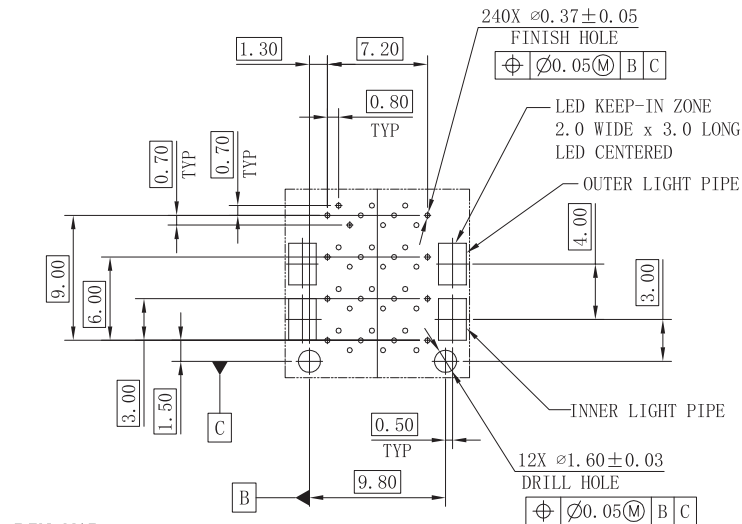 240X ⌀0.37±0.05
FINISH HOLE
⌖ Ø0.05Ⓜ B C
1.30
7.20
0.80
TYP
0.70
TYP
0.70
TYP
LED KEEP-IN ZONE
2.0 WIDE x 3.0 LONG
LED CENTERED
OUTER LIGHT PIPE
4.00
3.00
9.00
6.00
3.00
1.50
C
INNER LIGHT PIPE
0.50
TYP
9.80
B
12X ⌀1.60±0.03
DRILL HOLE
⌖ Ø0.05Ⓜ B C